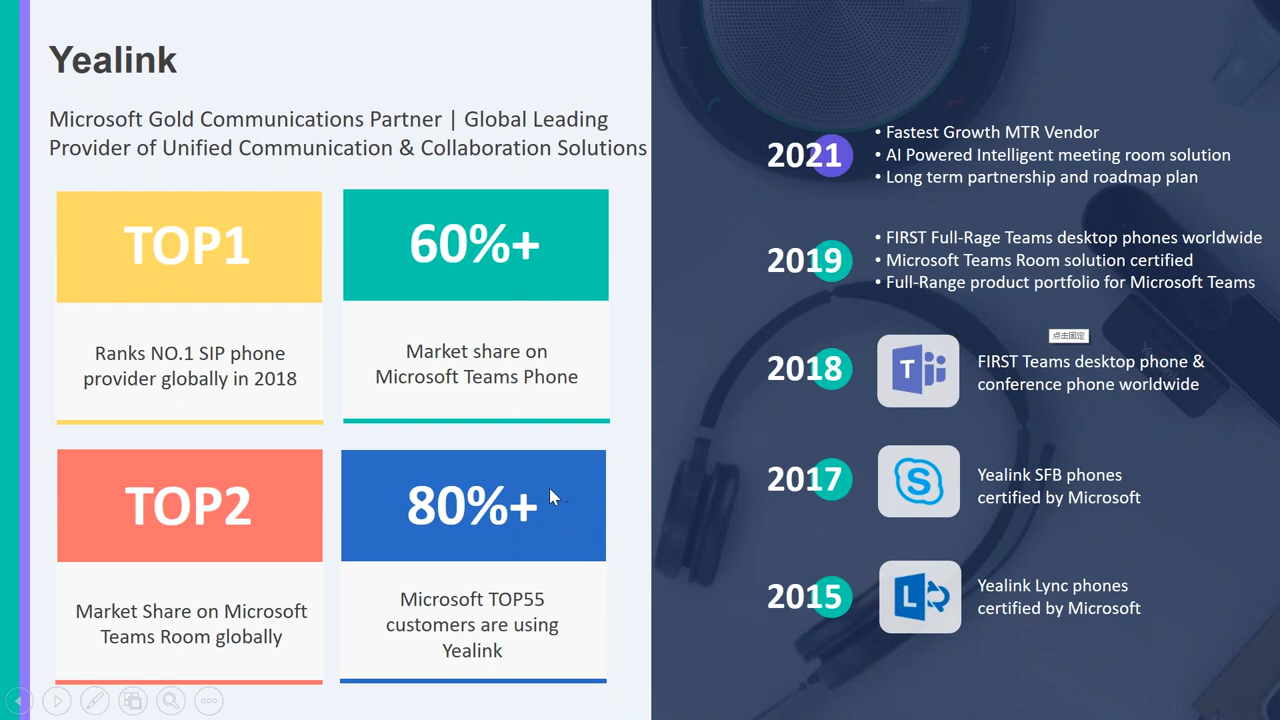 Yealink
Microsoft Gold Communications Partner | Global Leading
Provider of Unified Communication & Collaboration Solutions
TOP1
Ranks NO.1 SIP phone
provider globally in 2018
60%+
Market share on
Microsoft Teams Phone
TOP2
Market Share on Microsoft
Teams Room globally
80%+
Microsoft TOP55
customers are using
Yealink
2021
• Fastest Growth MTR Vendor
• AI Powered Intelligent meeting room solution
• Long term partnership and roadmap plan
2019
• FIRST Full-Rage Teams desktop phones worldwide
• Microsoft Teams Room solution certified
• Full-Range product portfolio for Microsoft Teams
点击固定
2018
T
FIRST Teams desktop phone &
conference phone worldwide
2017
S
Yealink SFB phones
certified by Microsoft
2015
L
Yealink Lync phones
certified by Microsoft